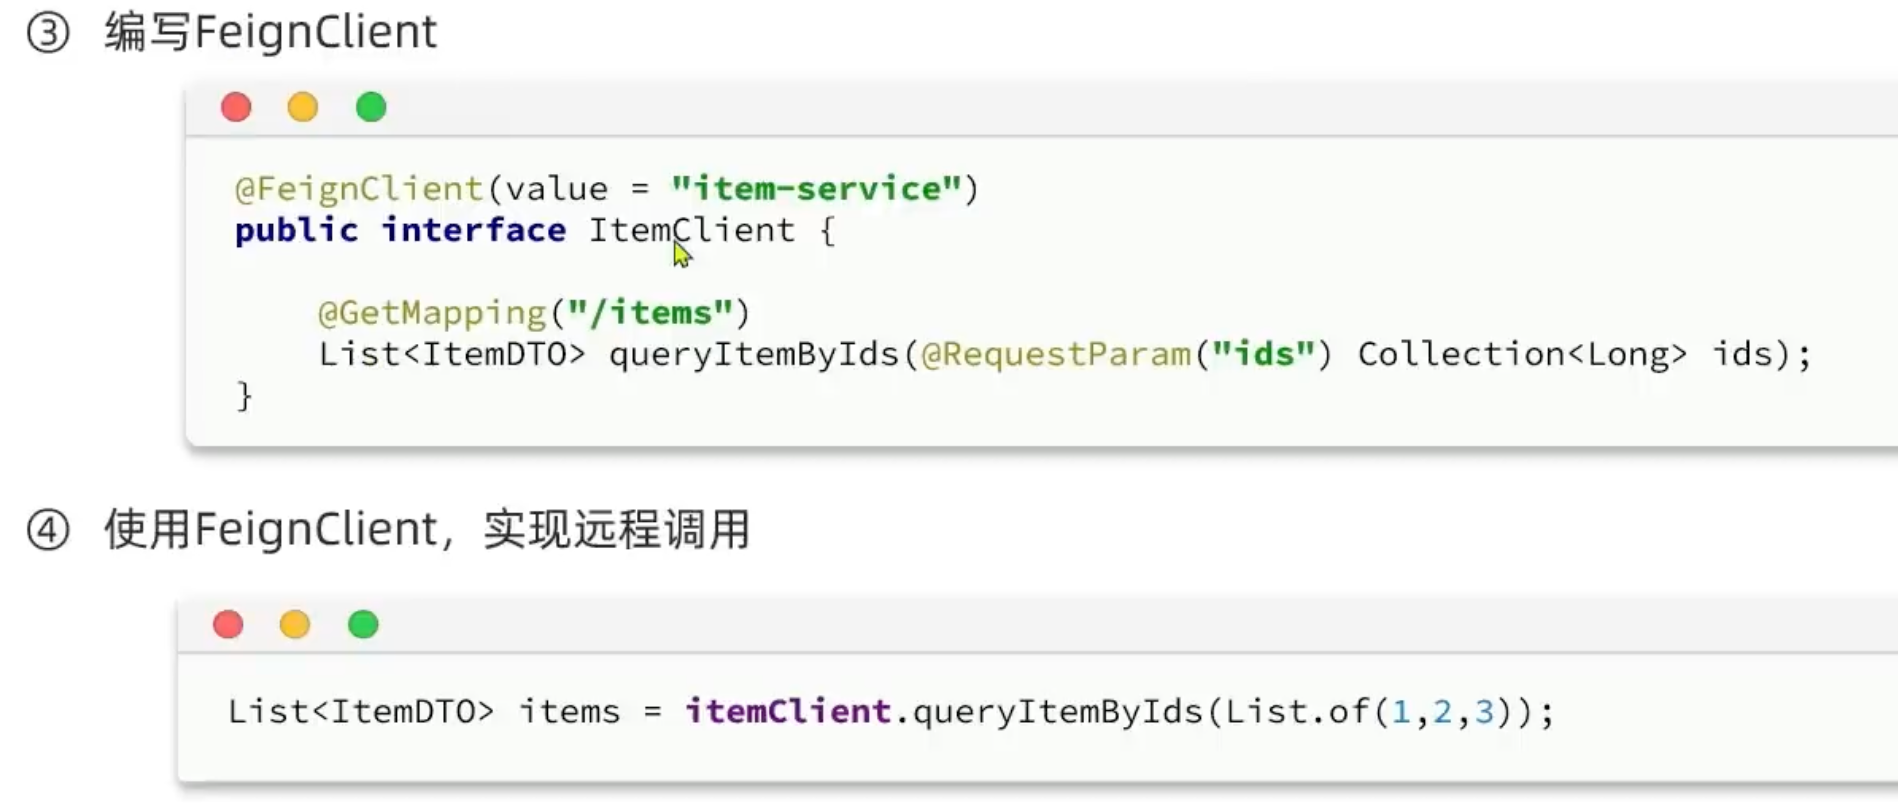 ③ 编写FeignClient
@FeignClient(value = "item-service")
public interface ItemClient {
@GetMapping("/items")
List<ItemDTO> queryItemByIds(@RequestParam("ids") Collection<Long> ids);
}
④ 使用FeignClient，实现远程调用
List<ItemDTO> items = itemClient.queryItemByIds(List.of(1,2,3));